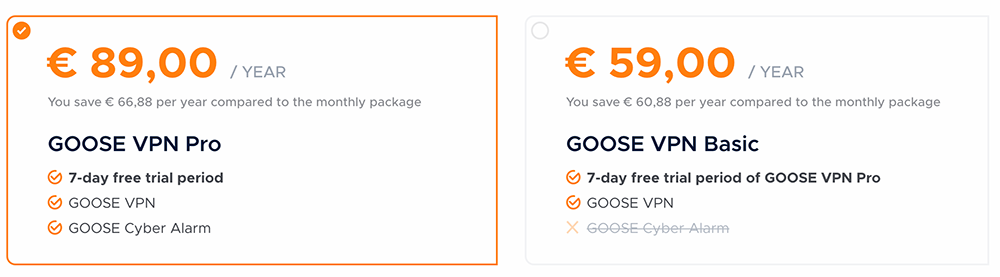 € 89,00 / YEAR
You save € 66,88 per year compared to the monthly package
GOOSE VPN Pro
7-day free trial period
GOOSE VPN
GOOSE Cyber Alarm
€ 59,00 / YEAR
You save € 60,88 per year compared to the monthly package
GOOSE VPN Basic
7-day free trial period of GOOSE VPN Pro
GOOSE VPN
GOOSE Cyber Alarm